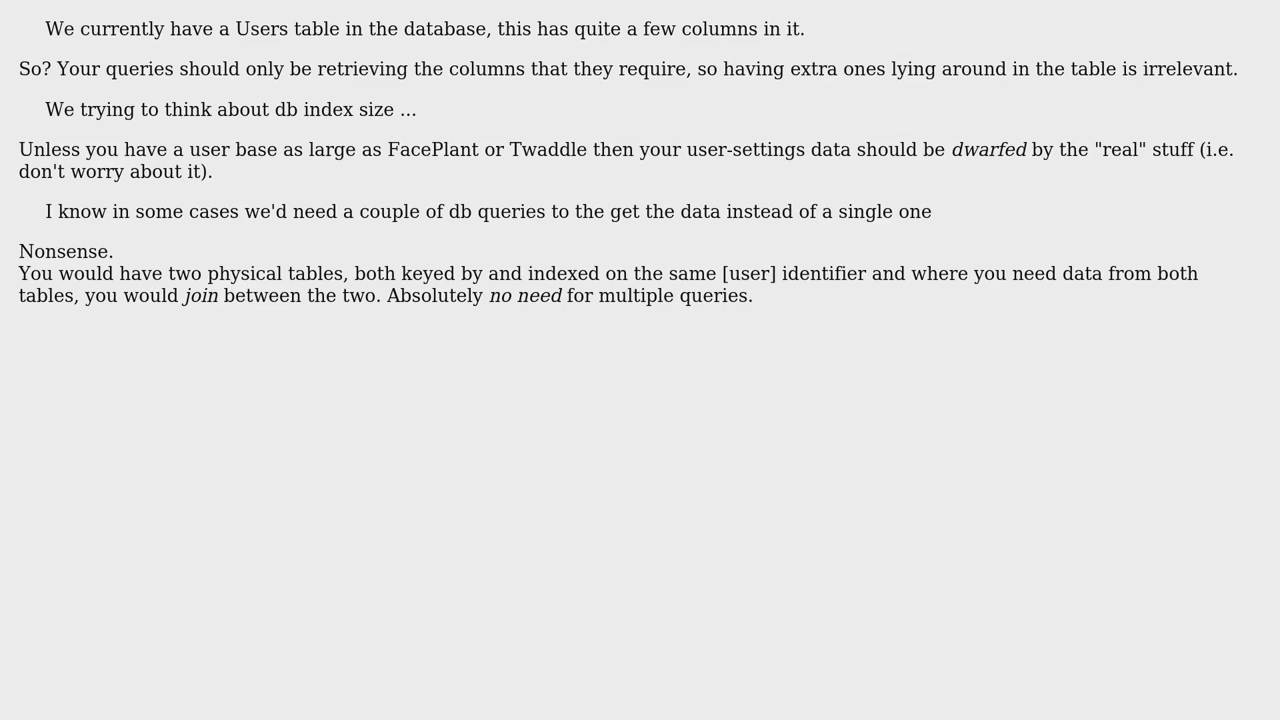 We currently have a Users table in the database, this has quite a few columns in it.
So? Your queries should only be retrieving the columns that they require, so having extra ones lying around in the table is irrelevant.
We trying to think about db index size ...
Unless you have a user base as large as FacePlant or Twaddle then your user-settings data should be dwarfed by the "real" stuff (i.e.
don't worry about it).
I know in some cases we'd need a couple of db queries to the get the data instead of a single one
Nonsense.
You would have two physical tables, both keyed by and indexed on the same [user] identifier and where you need data from both
tables, you would join between the two. Absolutely no need for multiple queries.